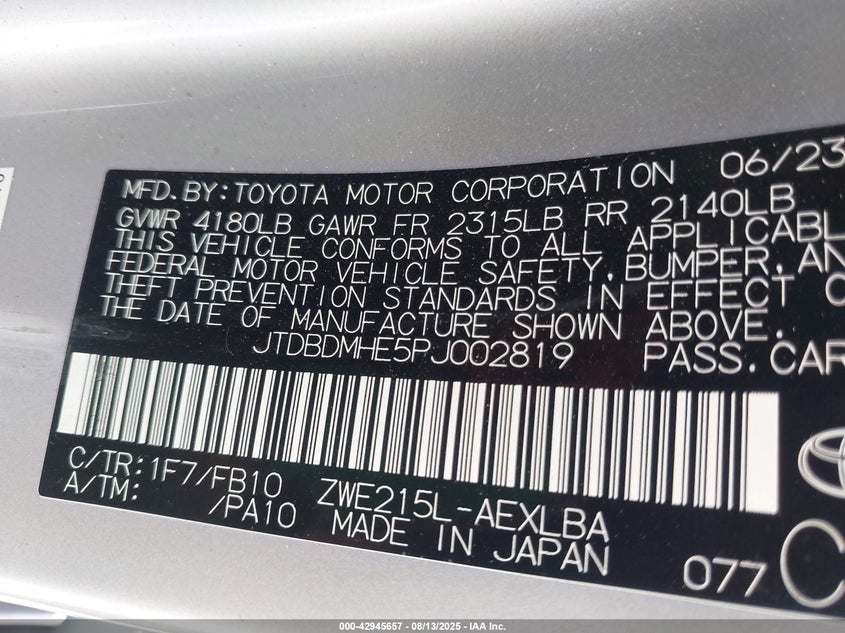 MFD.BY:TOYOTA MOTOR CORPORATION 06/23
GVWR 4180LB GAWR FR 2315LB RR 2140LB
THIS VEHICLE CONFORMS TO ALL APPLICABL
FEDERAL MOTOR VEHICLE SAFETY,BUMPER,AN
THEFT PREVENTION STANDARDS IN EFFECT O
THE DATE OF MANUFACTURE SHOWN ABOVE.
JTDBDMHE5PJ002819 PASS.CAR
C/TR:1F7/FB10 ZWE215L-AEXLBA
A/TM: /PA10 MADE IN JAPAN
077 C
000-42945657 - 08/13/2025 - IAA Inc.